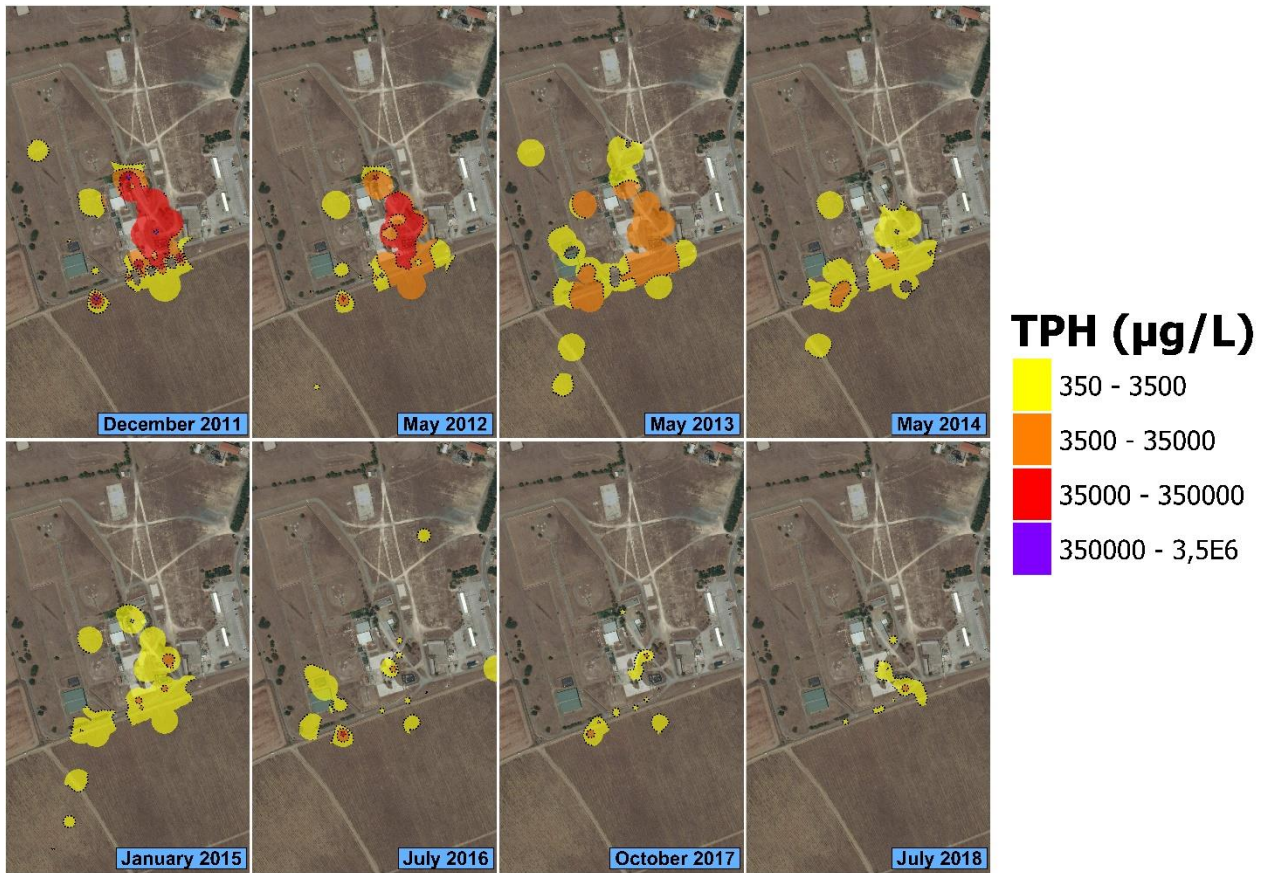 December 2011
May 2012
May 2013
May 2014
TPH (µg/L)
350 - 3500
3500 - 35000
35000 - 350000
350000 - 3,5E6
January 2015
July 2016
October 2017
July 2018